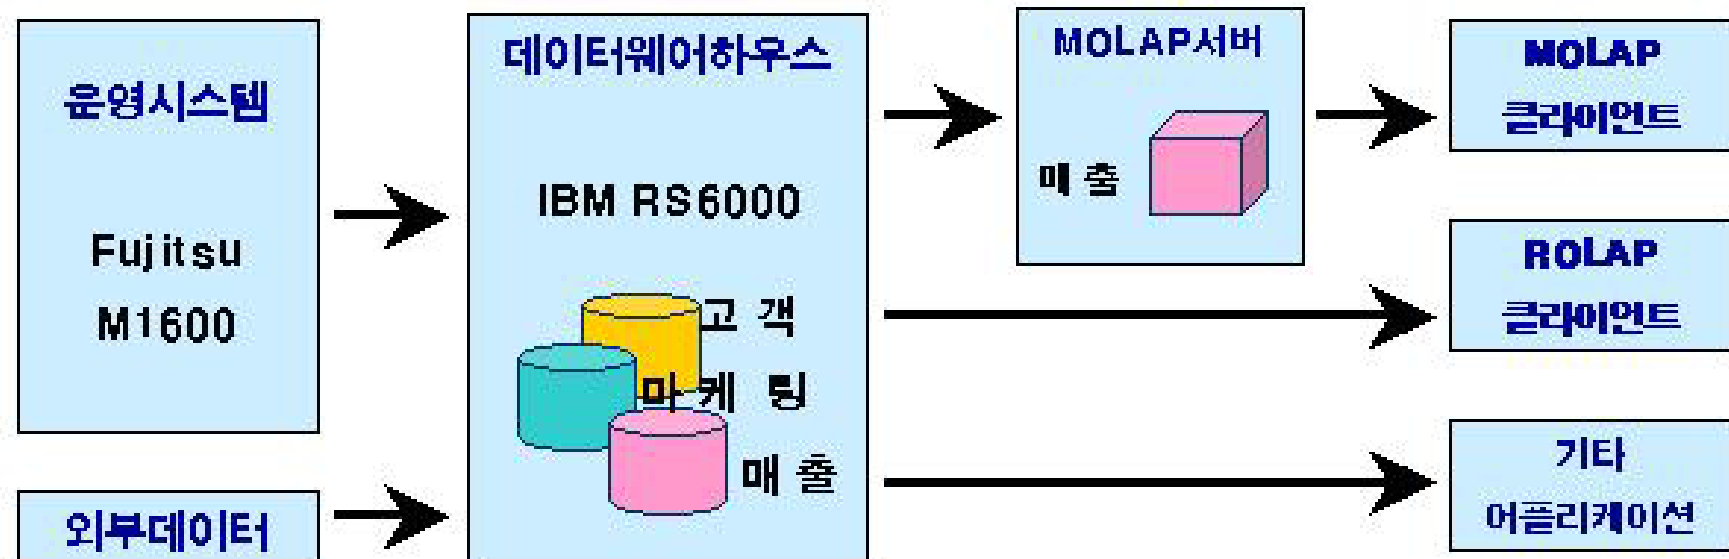 운영시스템
Fujitsu
M1600
외부데이터
데이터웨어하우스
IBM RS6000
고 객
마 케 팅
매 출
MOLAP서버
매 출
MOLAP
클라이언트
ROLAP
클라이언트
기타
어플리케이션